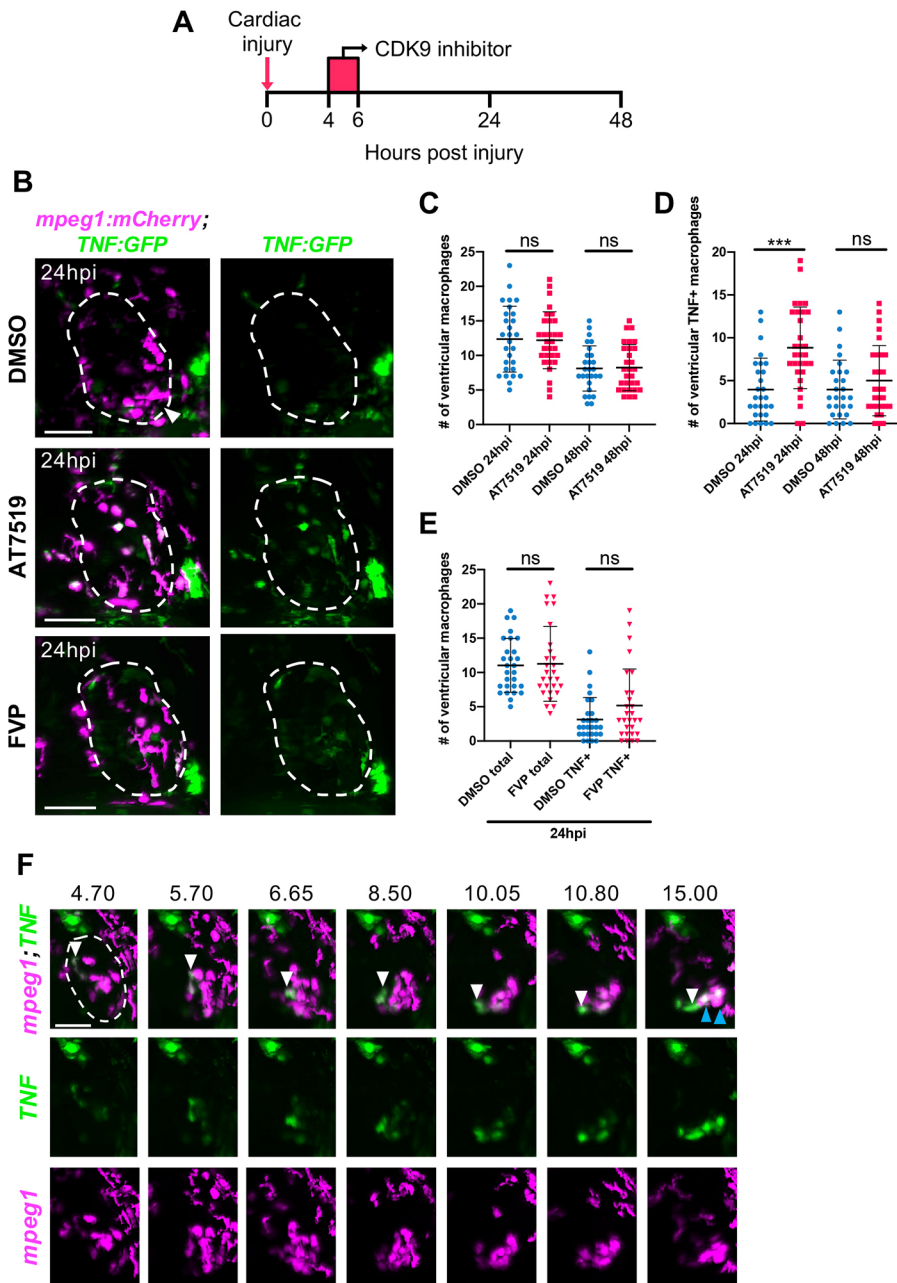 A
Cardiac
injury
CDK9 inhibitor
0 4 6 24 48
Hours post injury
B
mpeg1:mCherry;
TNF:GFP TNF:GFP
24hpi
DMSO
24hpi
AT7519
24hpi
FVP
C
# of ventricular macrophages
25
20
15
10
5
0
ns ns
DMSO 24hpi
AT7519 24hpi
DMSO 48hpi
AT7519 48hpi
D
# of ventricular TNF+ macrophages
20
15
10
5
0
*** ns
DMSO 24hpi
AT7519 24hpi
DMSO 48hpi
AT7519 48hpi
E
# of ventricular macrophages
25
20
15
10
5
0
ns ns
DMSO total
FVP total
DMSO TNF+
FVP TNF+
24hpi
F
4.70 5.70 6.65 8.50 10.05 10.80 15.00
mpeg1;TNF
TNF
mpeg1